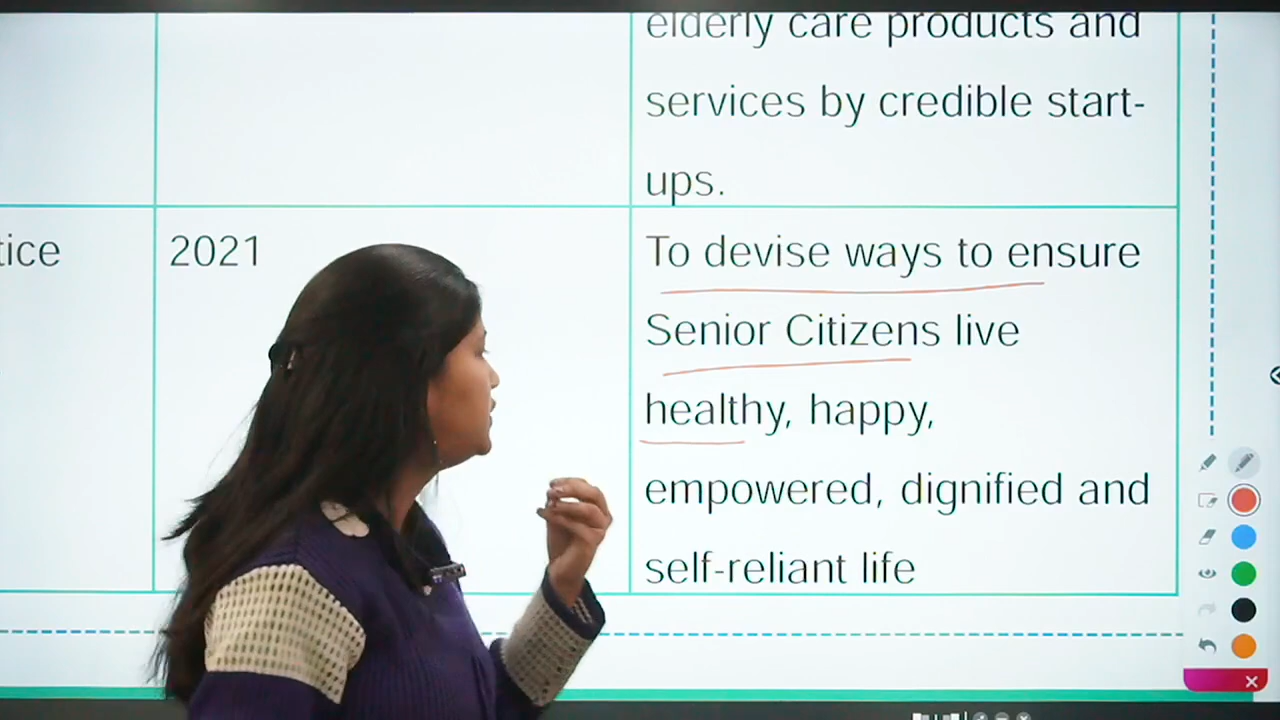 elderly care products and
services by credible start-
ups.
tice
2021
To devise ways to ensure
Senior Citizens live
healthy, happy,
empowered, dignified and
self-reliant life